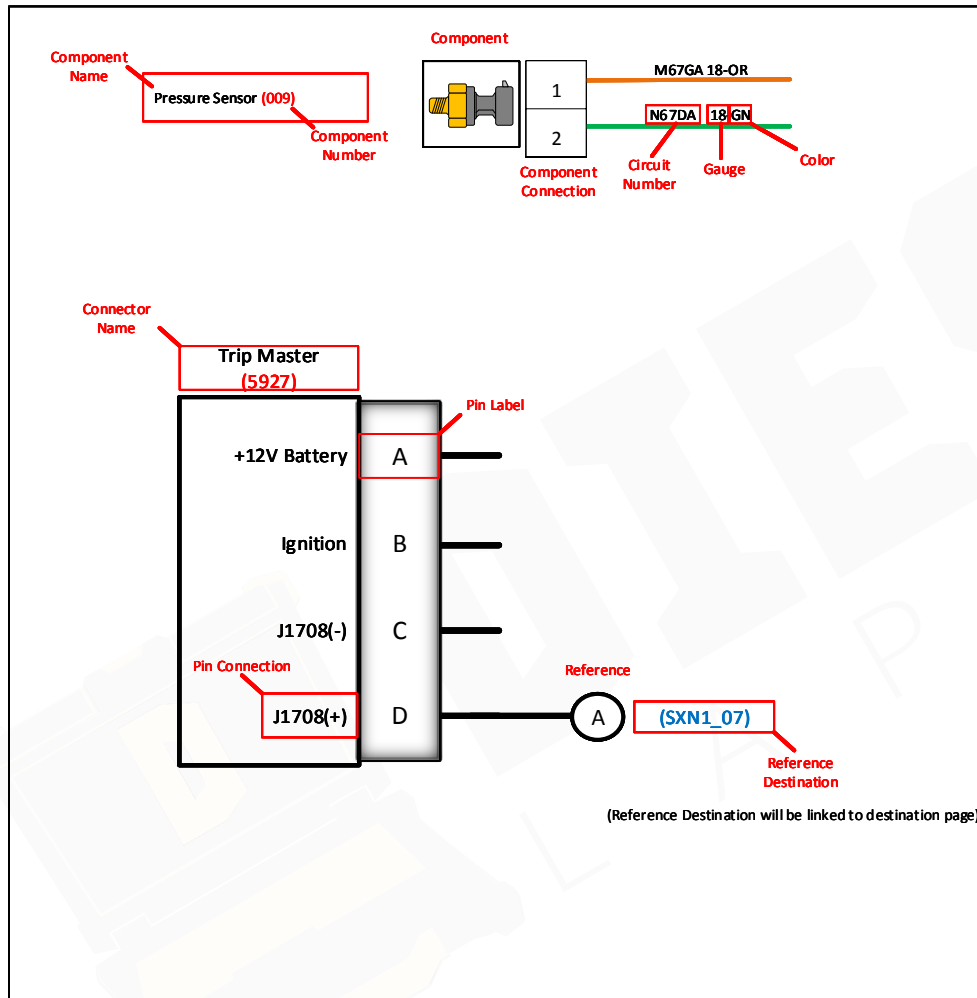 Component
Name
Pressure Sensor (009)
Component
Number
Component
1
2
Component
Connection
M67GA 18-OR
N67DA 18 GN
Circuit
Number
Gauge
Color
Connector
Name
Trip Master
(5927)
Pin Label
+12V Battery A
Ignition B
J1708(-) C
Pin Connection
J1708(+) D
Reference
A
(SXN1_07)
Reference
Destination
(Reference Destination will be linked to destination page)
DIES
LAP